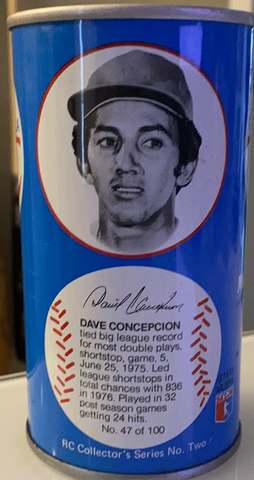 David Concepcion
DAVE CONCEPCION
tied big league record
for most double plays,
shortstop, game, 5,
June 25, 1975. Led
league shortstops in
total chances with 836
in 1976. Played in 32
post season games
getting 24 hits.
No. 47 of 100
RC Collector's Series No. Two